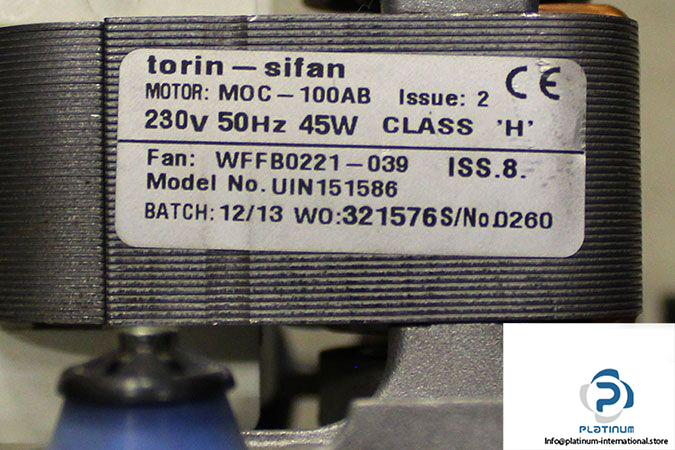 torin-sifan
MOTOR: MOC-100AB Issue: 2 CE
230V 50Hz 45W CLASS 'H'
Fan: WFFB0221-039 ISS.8.
Model No. UIN151586
BATCH: 12/13 WO:321576 S/No.0260
PLATINUM
Info@platinum-international.store